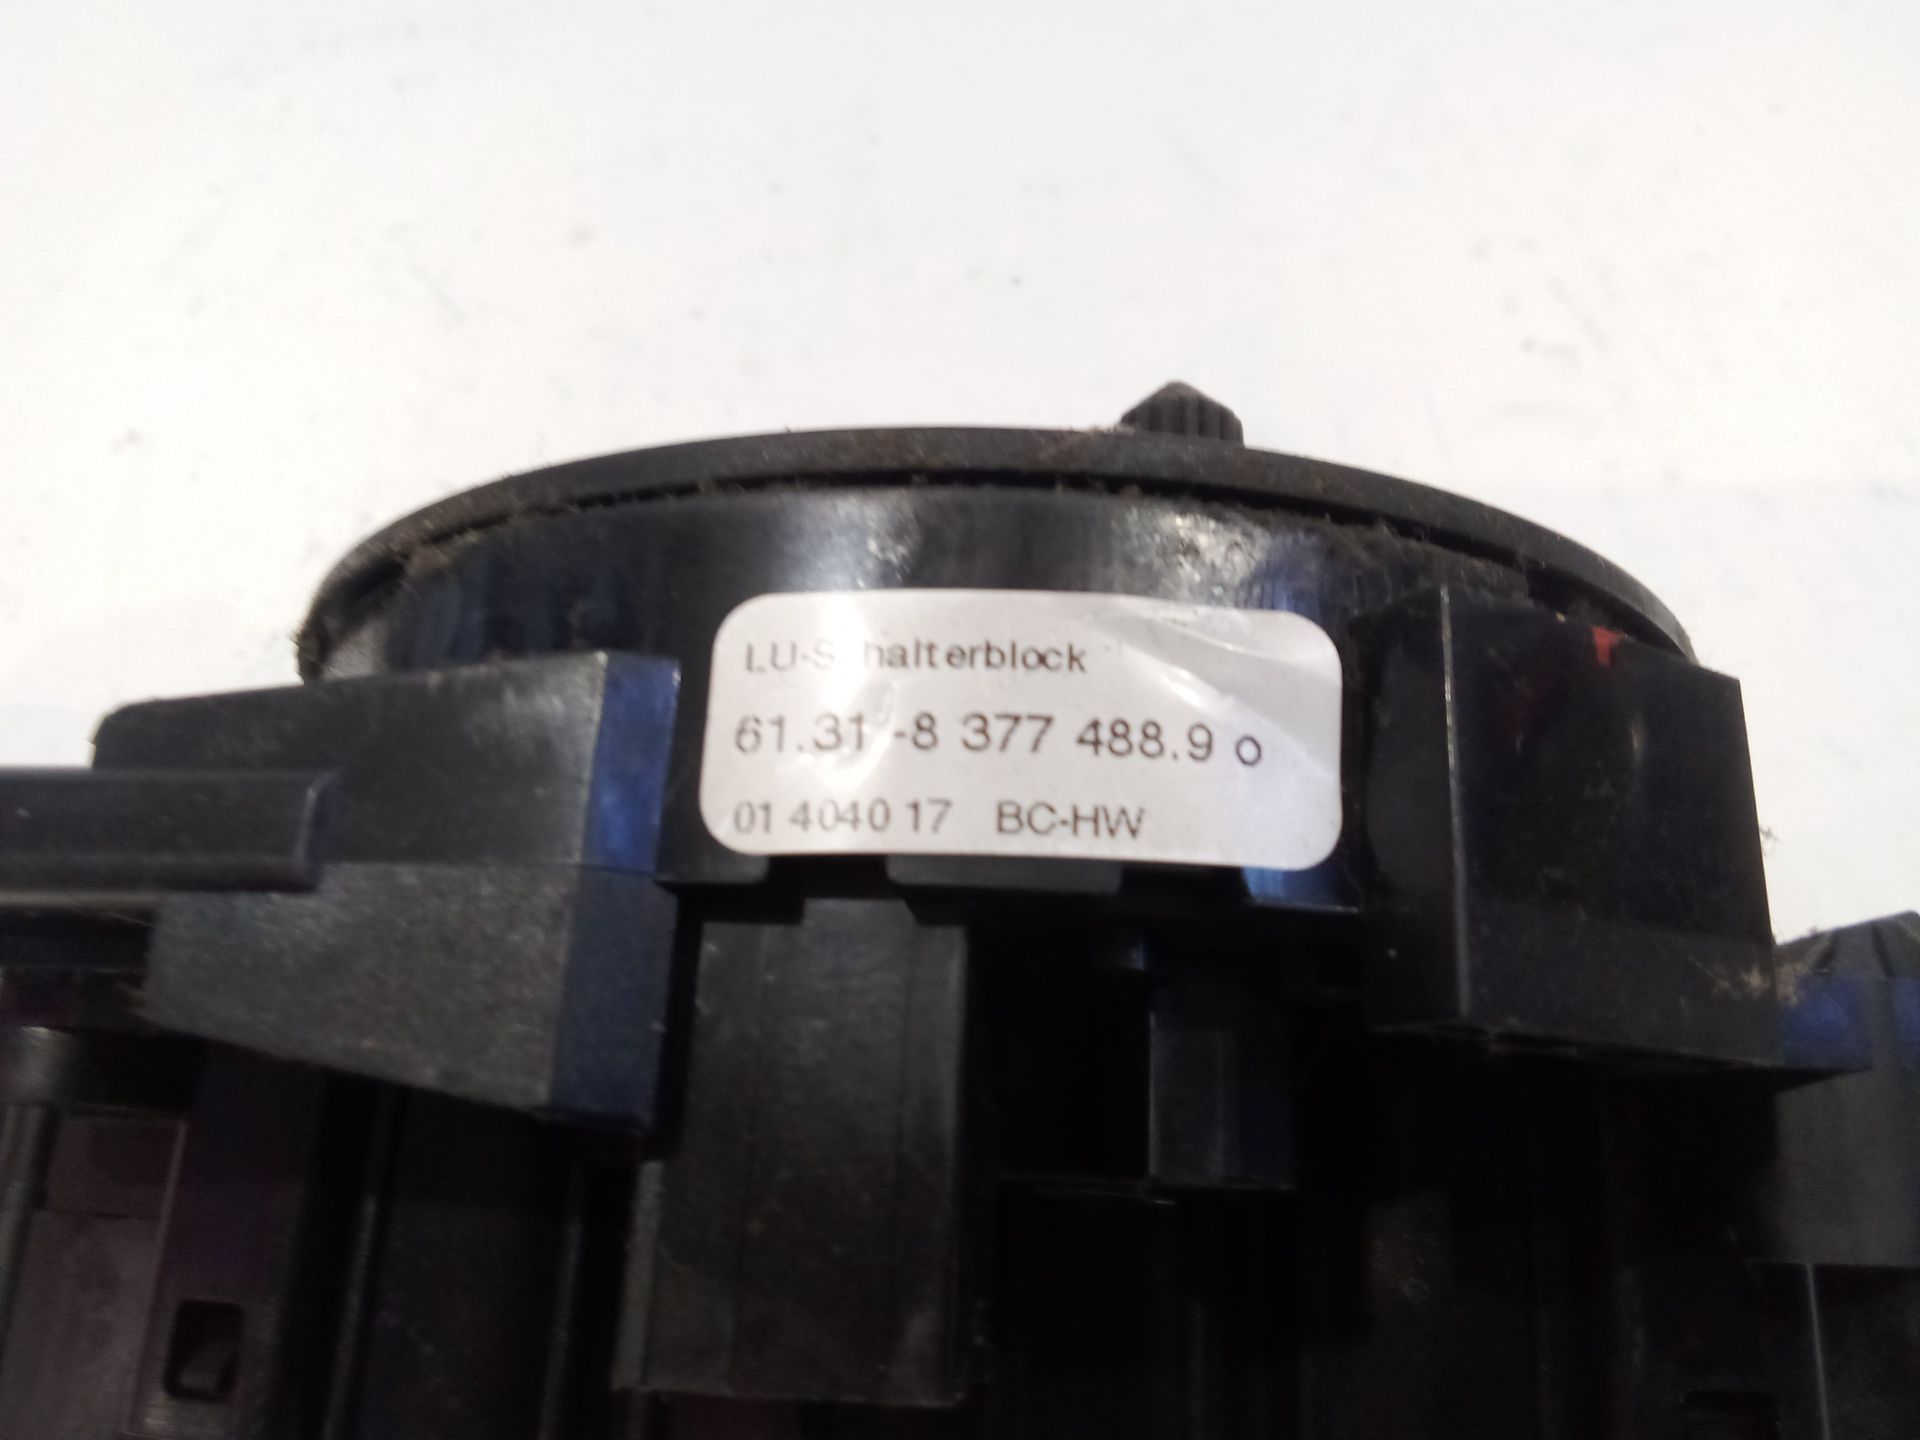 LU-Schalterblock
61.31-8 377 488.9 o
01 4040 17 BC-HW